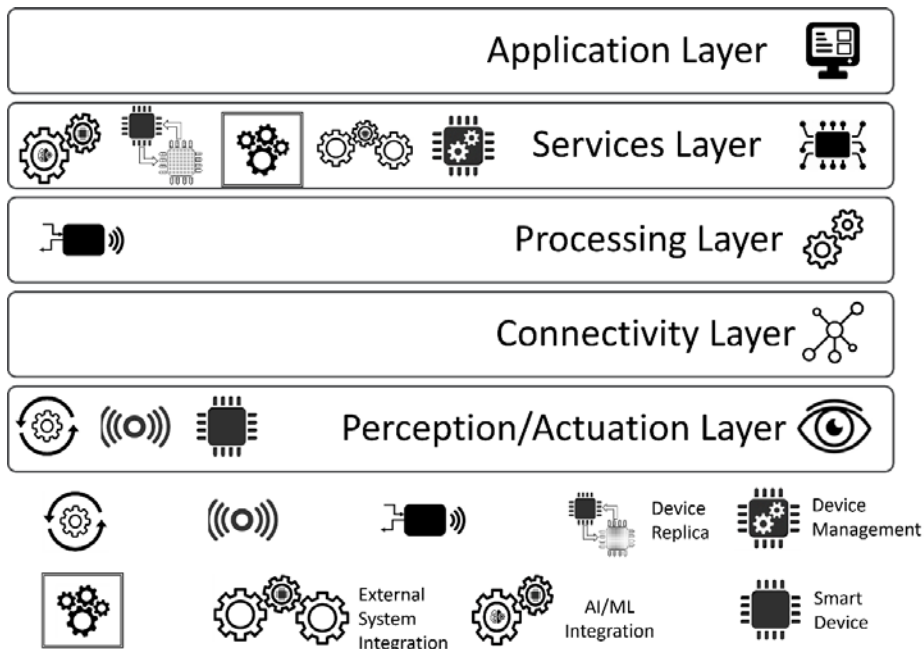 Application Layer
Services Layer
Processing Layer
Connectivity Layer
Perception/Actuation Layer
Device
Replica
Device
Management
External
System
Integration
AI/ML
Integration
Smart
Device